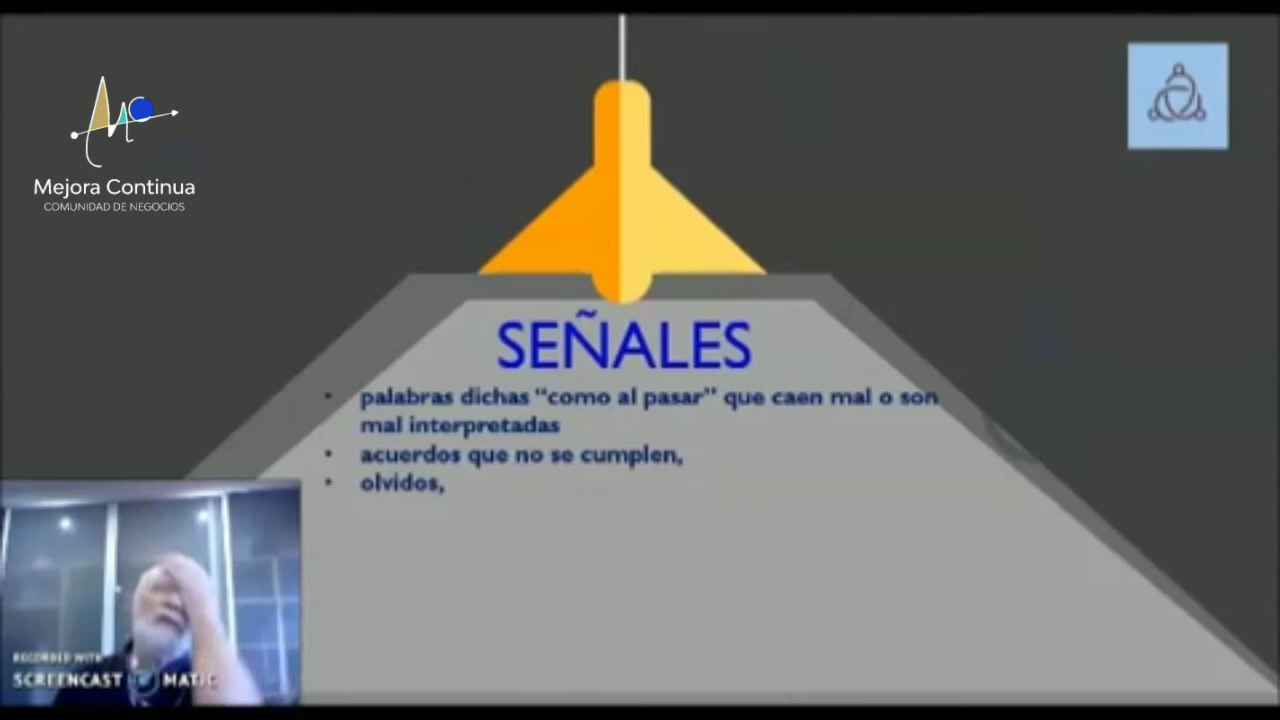 Mejora Continua
COMUNIDAD DE NEGOCIOS
SEÑALES
• palabras dichas “como al pasar” que caen mal o son
mal interpretadas
• acuerdos que no se cumplen,
• olvidos,
RECORDED WITH
SCREENCAST MATIC